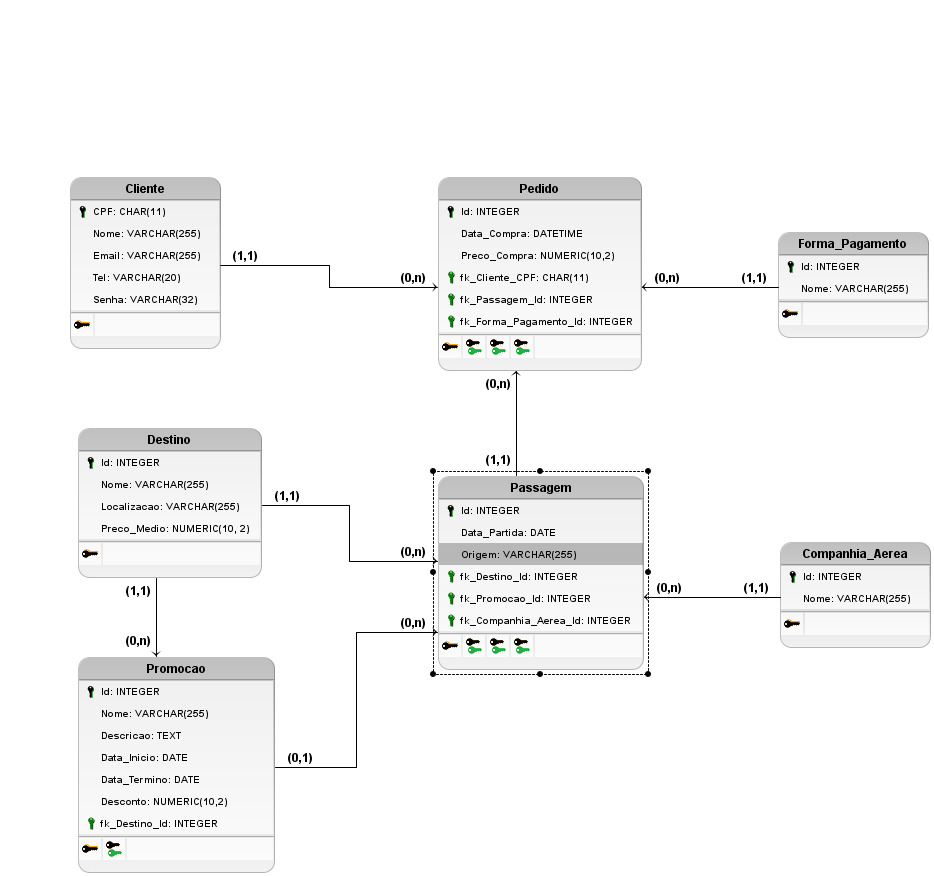 Cliente
CPF: CHAR(11)
Nome: VARCHAR(255)
Email: VARCHAR(255)
Tel: VARCHAR(20)
Senha: VARCHAR(32)
(1,1)
(0,n)
Pedido
Id: INTEGER
Data_Compra: DATETIME
Preco_Compra: NUMERIC(10,2)
fk_Cliente_CPF: CHAR(11)
fk_Passagem_Id: INTEGER
fk_Forma_Pagamento_Id: INTEGER
(0,n)
(1,1)
Forma_Pagamento
Id: INTEGER
Nome: VARCHAR(255)
(0,n)
(1,1)
Destino
Id: INTEGER
Nome: VARCHAR(255)
Localizacao: VARCHAR(255)
Preco_Medio: NUMERIC(10, 2)
(1,1)
(0,n)
(1,1)
(0,n)
Passagem
Id: INTEGER
Data_Partida: DATE
Origem: VARCHAR(255)
fk_Destino_Id: INTEGER
fk_Promocao_Id: INTEGER
fk_Companhia_Aerea_Id: INTEGER
(0,n)
(1,1)
Companhia_Aerea
Id: INTEGER
Nome: VARCHAR(255)
Promocao
Id: INTEGER
Nome: VARCHAR(255)
Descricao: TEXT
Data_Inicio: DATE
Data_Termino: DATE
Desconto: NUMERIC(10,2)
fk_Destino_Id: INTEGER
(0,1)
(0,n)